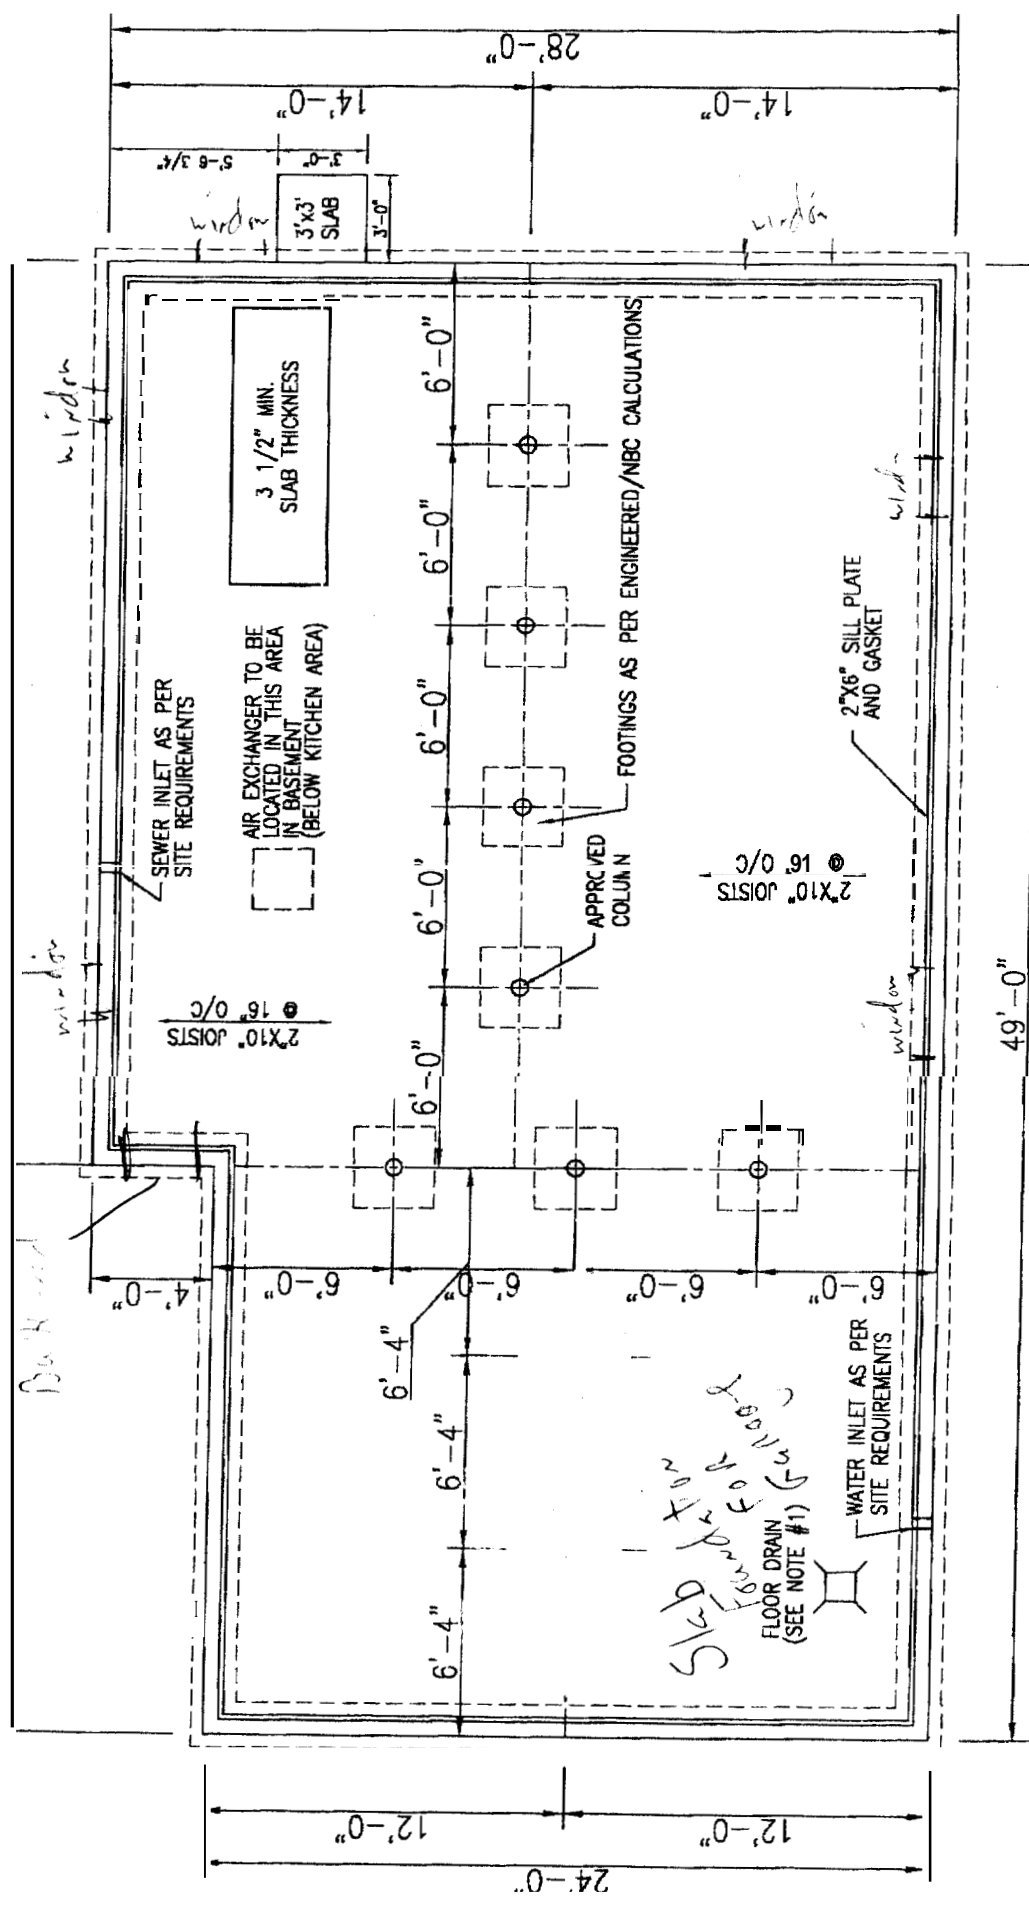 28'-0"
14'-0"
14'-0"
5'-6 3/4"
3'-0"
3'-0"
3'x3'
SLAB
window
window
window
window
window
window
3 1/2" MIN.
SLAB THICKNESS
6'-0"
6'-0"
6'-0"
6'-0"
6'-0"
FOOTINGS AS PER ENGINEERED/NBC CALCULATIONS
AIR EXCHANGER TO BE
LOCATED IN THIS AREA
IN BASEMENT
(BELOW KITCHEN AREA)
SEWER INLET AS PER
SITE REQUIREMENTS
2"X6" SILL PLATE
AND GASKET
APPROVED
COLUMN
2"X10" JOISTS
@ 16" O/C
2"X10" JOISTS
@ 16" O/C
49'-0"
4'-0"
6'-0"
6'-0"
6'-0"
6'-0"
6'-4"
6'-4"
6'-4"
Slab
FOR
FLOOR DRAIN
(SEE NOTE #1)
WATER INLET AS PER
SITE REQUIREMENTS
12'-0"
12'-0"
24'-0"